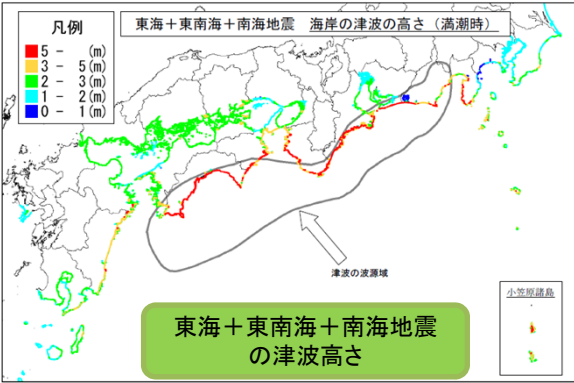 東海＋東南海＋南海地震　海岸の津波の高さ（満潮時）
凡例
5 －　(m)
3 － 5(m)
2 － 3(m)
1 － 2(m)
0 － 1(m)
津波の波源域
小笠原諸島
東海＋東南海＋南海地震
の津波高さ